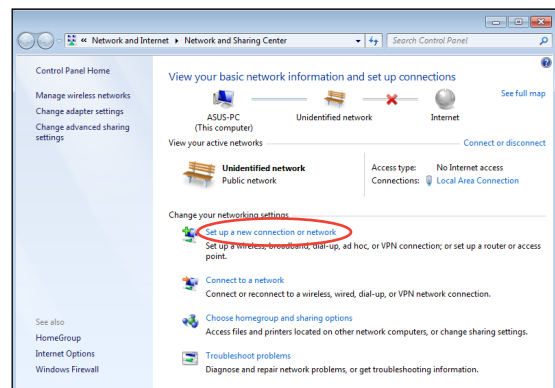 « Network and Internet ▸ Network and Sharing Center
Search Control Panel
Control Panel Home
Manage wireless networks
Change adapter settings
Change advanced sharing
settings
See also
HomeGroup
Internet Options
Windows Firewall
View your basic network information and set up connections
See full map
ASUS-PC
(This computer)
Unidentified network
Internet
View your active networks
Connect or disconnect
Unidentified network
Public network
Access type: No Internet access
Connections: Local Area Connection
Change your networking settings
Set up a new connection or network
Set up a wireless, broadband, dial-up, ad hoc, or VPN connection; or set up a router or access
point.
Connect to a network
Connect or reconnect to a wireless, wired, dial-up, or VPN network connection.
Choose homegroup and sharing options
Access files and printers located on other network computers, or change sharing settings.
Troubleshoot problems
Diagnose and repair network problems, or get troubleshooting information.